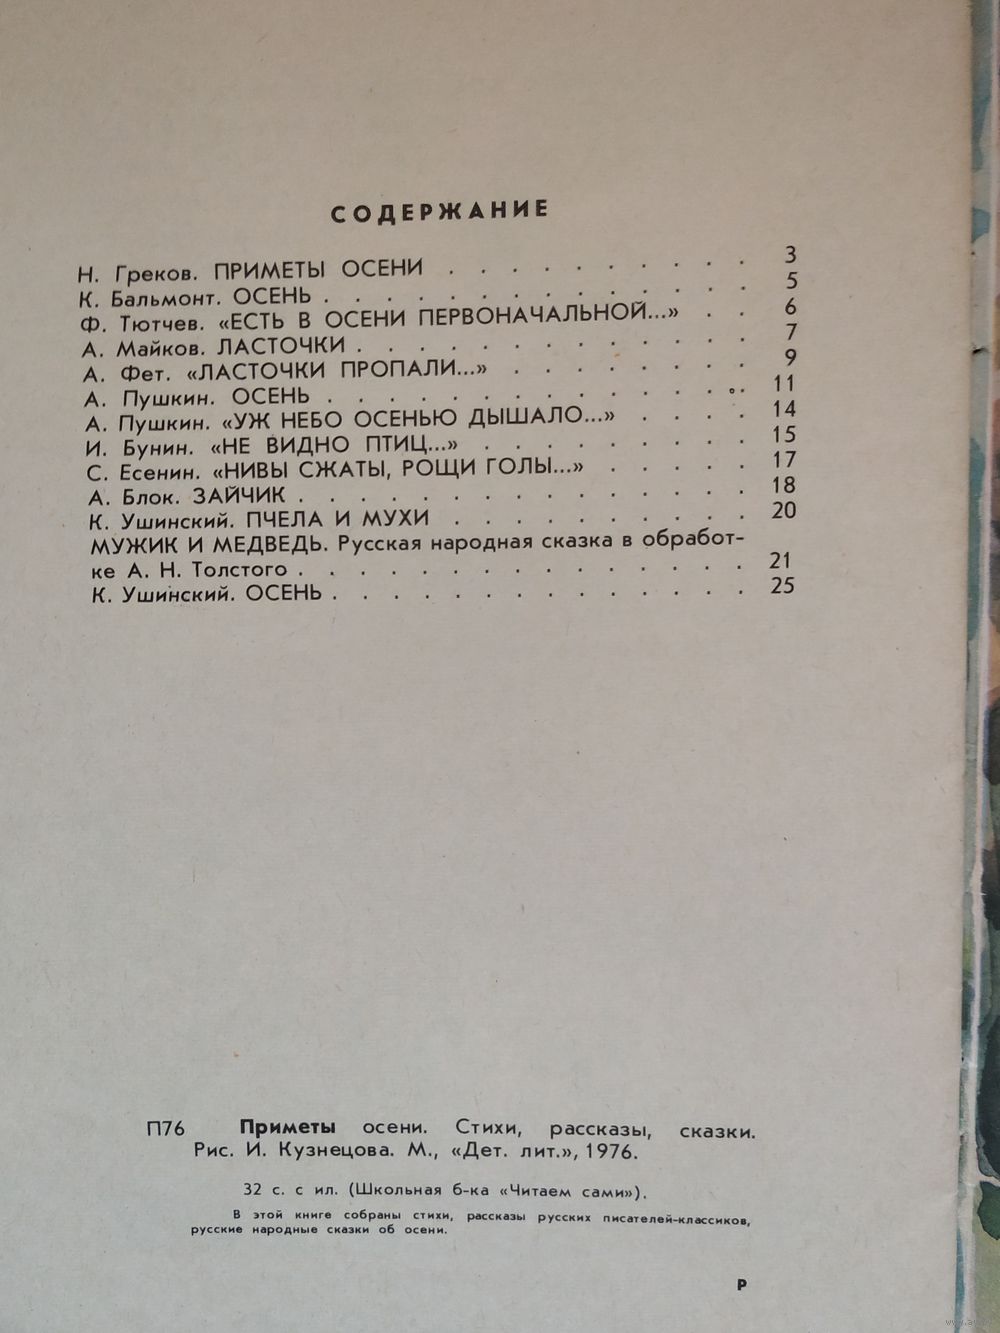 СОДЕРЖАНИЕ
Н. Греков. ПРИМЕТЫ ОСЕНИ . . . . . . . . . . 3
К. Бальмонт. ОСЕНЬ . . . . . . . . . . . . . . 5
Ф. Тютчев. «ЕСТЬ В ОСЕНИ ПЕРВОНАЧАЛЬНОЙ...» . . 6
А. Майков. ЛАСТОЧКИ . . . . . . . . . . . . . 7
А. Фет. «ЛАСТОЧКИ ПРОПАЛИ...» . . . . . . . . 9
А. Пушкин. ОСЕНЬ . . . . . . . . . . . . . . 11
А. Пушкин. «УЖ НЕБО ОСЕНЬЮ ДЫШАЛО...» . . . . 14
И. Бунин. «НЕ ВИДНО ПТИЦ...» . . . . . . . . . 15
С. Есенин. «НИВЫ СЖАТЫ, РОЩИ ГОЛЫ...» . . . . . 17
А. Блок. ЗАЙЧИК . . . . . . . . . . . . . . . 18
К. Ушинский. ПЧЕЛА И МУХИ . . . . . . . . . . 20
МУЖИК И МЕДВЕДЬ. Русская народная сказка в обработ-
ке А. Н. Толстого . . . . . . . . . . . . . . . 21
К. Ушинский. ОСЕНЬ . . . . . . . . . . . . . . 25
П76 Приметы осени. Стихи, рассказы, сказки.
Рис. И. Кузнецова. М., «Дет. лит.», 1976.
32 с. с ил. (Школьная б-ка «Читаем сами»).
В этой книге собраны стихи, рассказы русских писателей-классиков,
русские народные сказки об осени.
Р